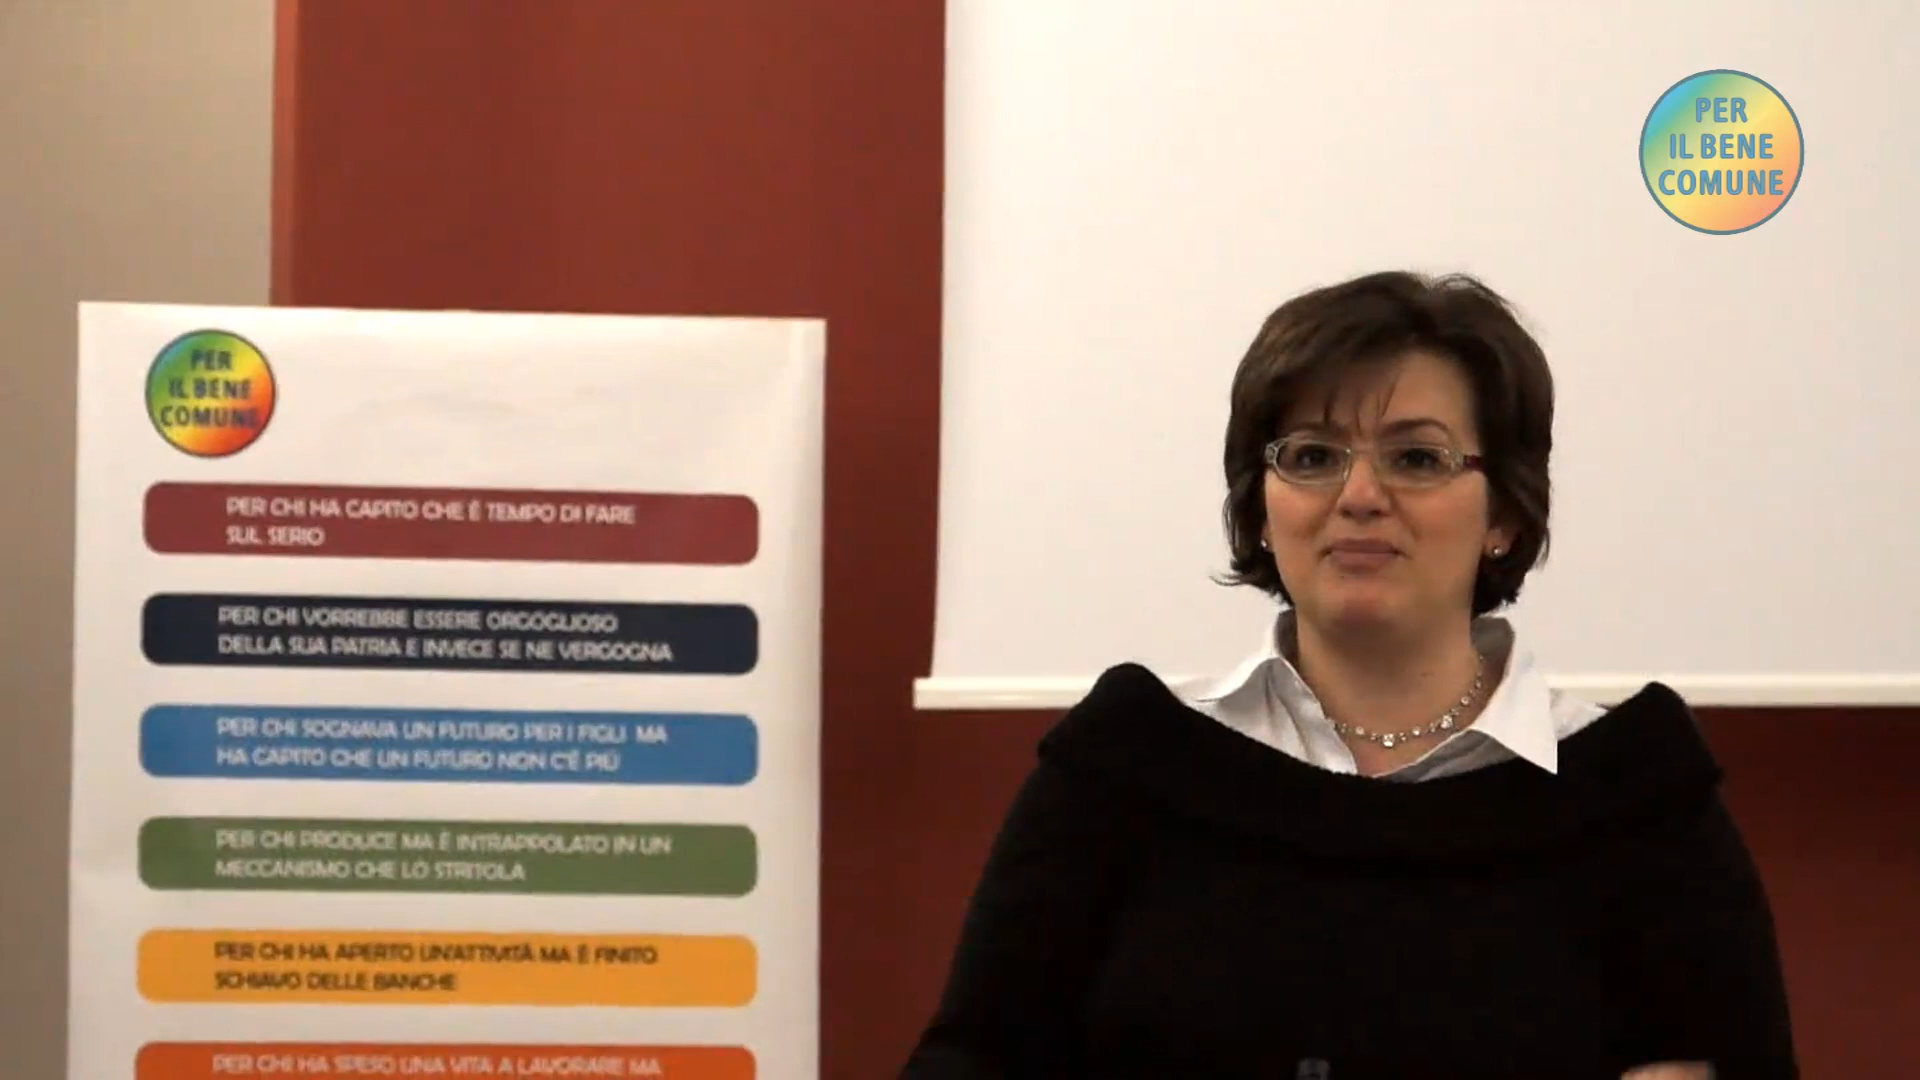 PER
IL BENE
COMUNE
PER
IL BENE
COMUNE
PER CHI HA CAPITO CHE È TEMPO DI FARE
SUL SERIO
PER CHI VORREBBE ESSERE ORGOGLIOSO
DELLA SUA PATRIA E INVECE SE NE VERGOGNA
PER CHI SOGNAVA UN FUTURO PER I FIGLI MA
HA CAPITO CHE UN FUTURO NON C'È PIÙ
PER CHI PRODUCE MA È INTRAPPOLATO IN UN
MECCANISMO CHE LO STRITOLA
PER CHI HA APERTO UN'ATTIVITÀ MA È FINITO
SCHIAVO DELLE BANCHE
PER CHI HA SPESO UNA VITA A LAVORARE MA